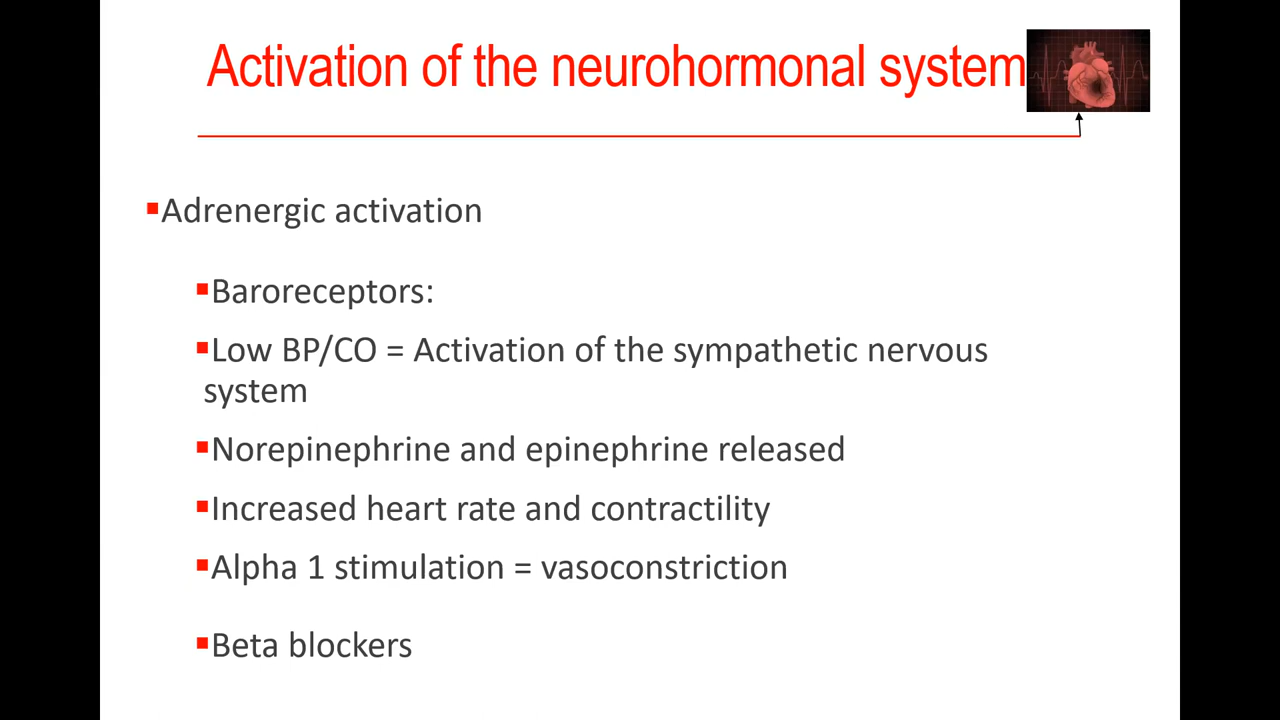 Activation of the neurohormonal system
▪Adrenergic activation
▪Baroreceptors:
▪Low BP/CO = Activation of the sympathetic nervous
system
▪Norepinephrine and epinephrine released
▪Increased heart rate and contractility
▪Alpha 1 stimulation = vasoconstriction
▪Beta blockers